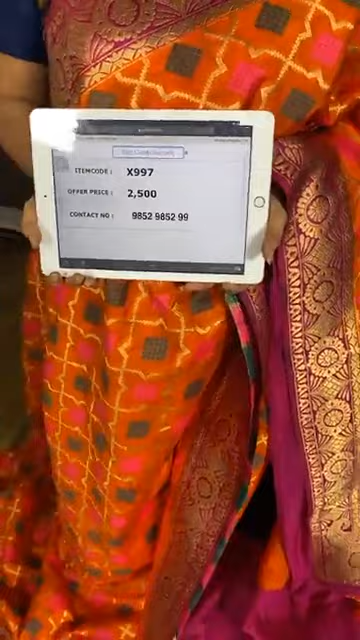 ITEMCODE : X997
OFFER PRICE : 2,500
CONTACT NO : 9852 9852 99